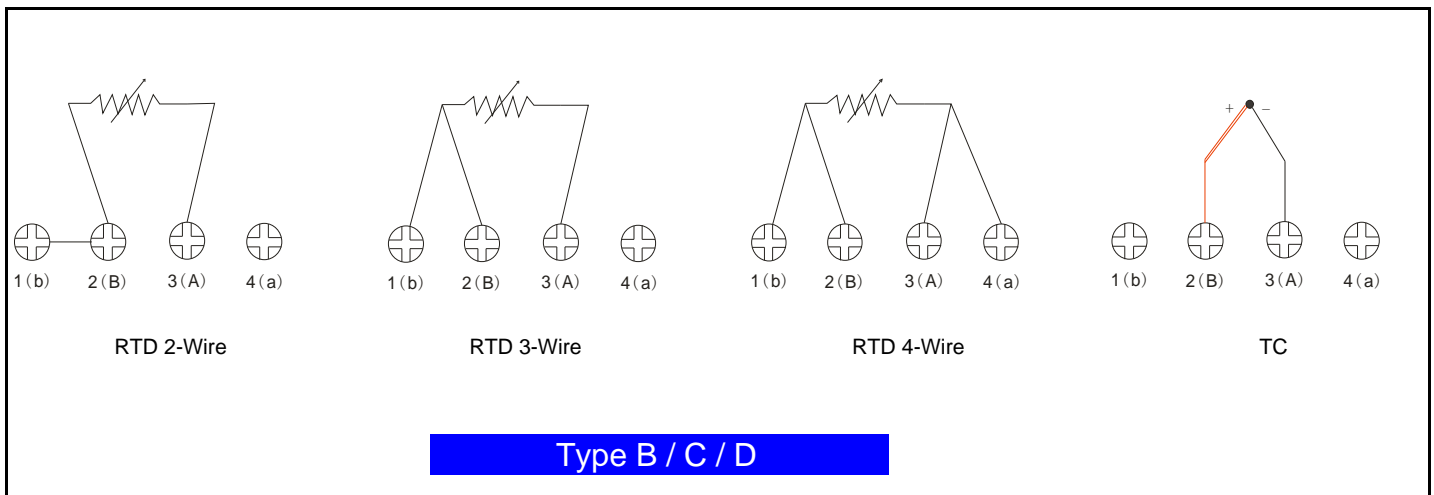 + −
1(b) 2(B) 3(A) 4(a) 1(b) 2(B) 3(A) 4(a) 1(b) 2(B) 3(A) 4(a) 1(b) 2(B) 3(A) 4(a)
RTD 2-Wire RTD 3-Wire RTD 4-Wire TC
Type B / C / D